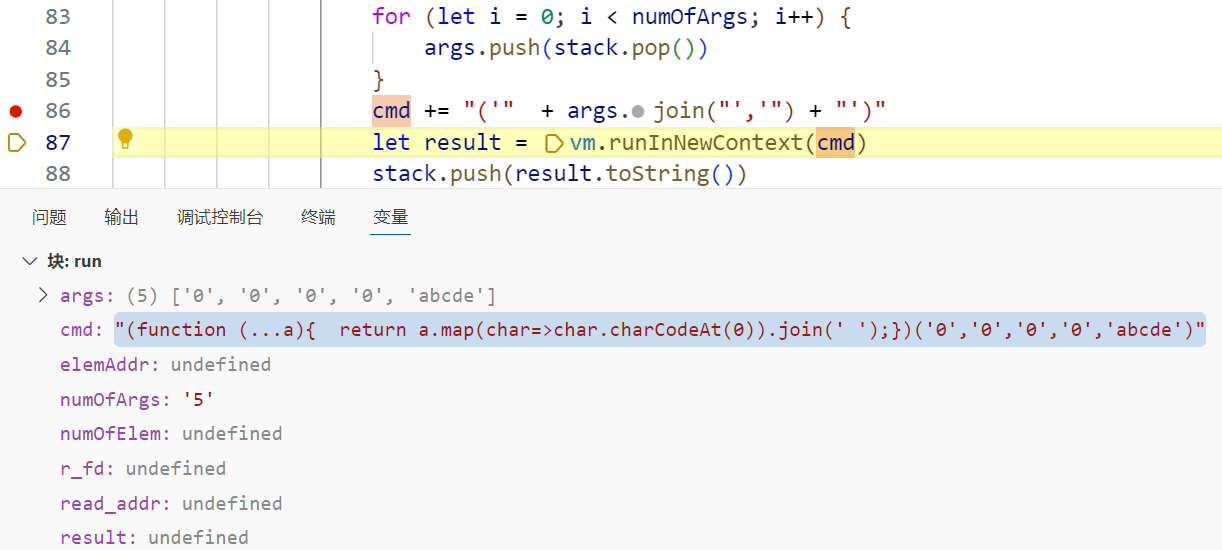 83 for (let i = 0; i < numOfArgs; i++) {
84 args.push(stack.pop())
85 }
86 cmd += "('"  + args. join("','") + "')"
87 let result = vm.runInNewContext(cmd)
88 stack.push(result.toString())
问题 输出 调试控制台 终端 变量
块: run
args: (5) ['0', '0', '0', '0', 'abcde']
cmd: "(function (...a){  return a.map(char=>char.charCodeAt(0)).join(' ');})('0','0','0','0','abcde')"
elemAddr: undefined
numOfArgs: '5'
numOfElem: undefined
r_fd: undefined
read_addr: undefined
result: undefined